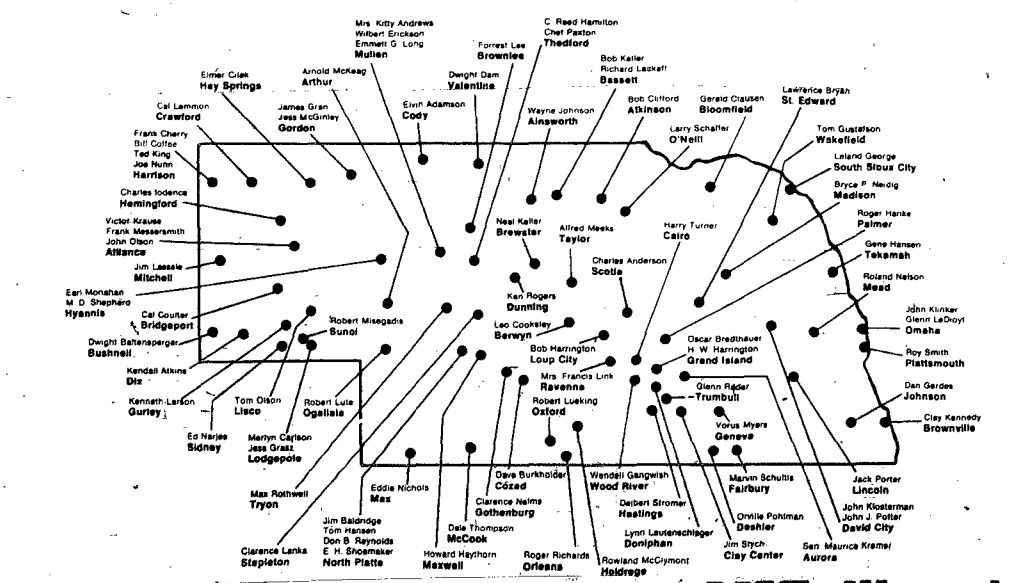 Mrs. Kitty Andrews
Wilbert Erickson
Emmett G. Long
Mullen
C. Reed Hamilton
Chet Paxton
Thedford
Forrest Lee
Brownlee
Bob Kaller
Richard Lackaff
Bassett
Elmer Cilek
Hay Springs
Arnold McKeag
Arthur
Dwight Dam
Valentine
Lawrence Bryan
St. Edward
Cal Lemmon
Crawford
James Gran
Jess McGinley
Gordon
Elvin Adamson
Cody
Wayne Johnson
Ainsworth
Bob Clifford
Atkinson
Gerald Clausen
Bloomfield
Larry Schaffer
O'Neill
Tom Gustafson
Wakefield
Frank Cherry
Bill Coffee
Ted King
Joe Nunn
Harrison
Leland George
South Sioux City
Charles Iodence
Hemingford
Bryce P. Neidig
Madison
Victor Krause
Frank Messersmith
John Olson
Alliance
Neal Keller
Brewster
Alfred Meeks
Taylor
Harry Turner
Cairo
Roger Hanke
Palmer
Gene Hansen
Tekamah
Jim Lassale
Mitchell
Charles Anderson
Scotia
Roland Nelson
Mead
Earl Monahan
M. D. Shepherd
Hyannis
Ken Rogers
Dunning
Cal Coulter
Bridgeport
John Klinker
Glenn LeDioyt
Omaha
Robert Misegadis
Sunol
Leo Cooksley
Berwyn
Dwight Battensperger
Bushnell
Bob Harrington
Loup City
Oscar Bredthauer
H. W. Harrington
Grand Island
Roy Smith
Plattsmouth
Kendall Atkins
Dix
Mrs. Francis Link
Ravenna
Glenn Reder
Trumbull
Dan Gerdes
Johnson
Kenneth Larson
Gurley
Tom Olson
Lisco
Robert Lute
Ogallala
Robert Lueking
Oxford
Clay Kennedy
Brownville
Vorus Myers
Geneva
Ed Narjes
Sidney
Merlyn Carlson
Jess Grasz
Lodgepole
Dave Burkholder
Cozad
Wendell Gangwish
Wood River
Marvin Schultis
Fairbury
Jack Porter
Lincoln
Max Rothwell
Tryon
Eddie Nichols
Max
Clarence Nelms
Gothenburg
Delbert Stromer
Hastings
John Klosterman
John J. Potter
David City
Jim Baldridge
Tom Hansen
Don B. Reynolds
E. H. Shoemaker
North Platte
Dale Thompson
McCook
Orville Pohlman
Deshler
Lynn Lautenschlager
Doniphan
Clarence Lanka
Stapleton
Howard Haythorn
Maxwell
Roger Richards
Orleans
Rowland McClymont
Holdrege
Jim Stych
Clay Center
Sen. Maurice Kremer
Aurora